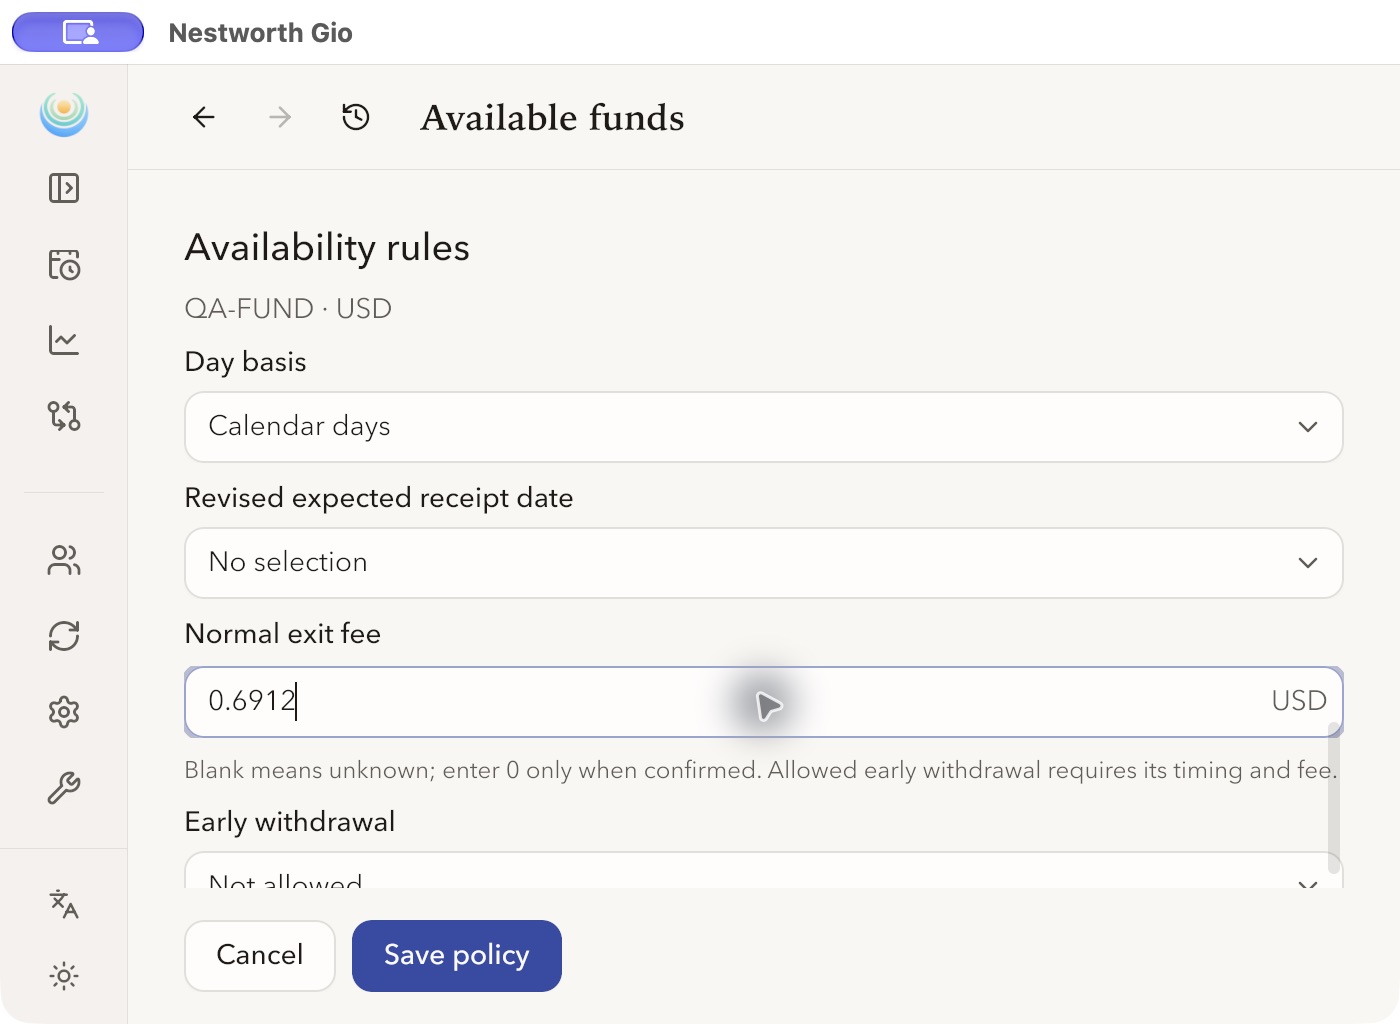 Nestworth Gio
Available funds
Availability rules
QA-FUND · USD
Day basis
Calendar days
Revised expected receipt date
No selection
Normal exit fee
0.6912 USD
Blank means unknown; enter 0 only when confirmed. Allowed early withdrawal requires its timing and fee.
Early withdrawal
Not allowed
Cancel Save policy